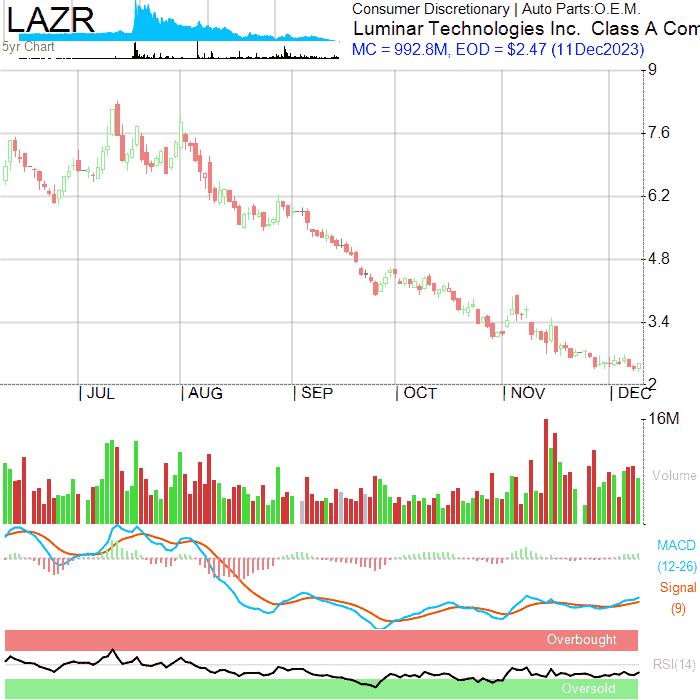 LAZR
Consumer Discretionary | Auto Parts:O.E.M.
Luminar Technologies Inc. Class A Com
MC = 992.8M, EOD = $2.47 (11Dec2023)
5yr Chart
9
7.6
6.2
4.8
3.4
2
JUL
AUG
SEP
OCT
NOV
DEC
16M
Volume
MACD
(12-26)
Signal
(9)
Overbought
RSI(14)
Oversold